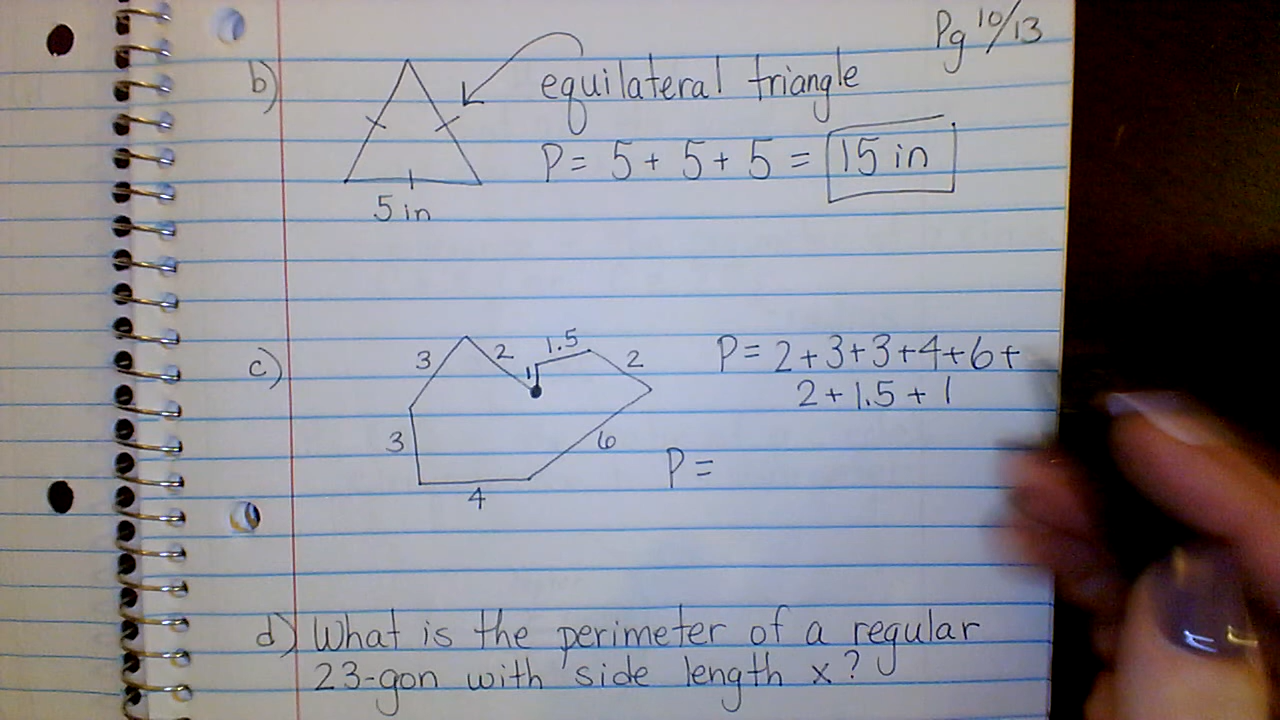 Pg 10/13
b)
equilateral triangle
P = 5 + 5 + 5 = 15 in
5 in
c)
3
2
1
1.5
2
P = 2 + 3 + 3 + 4 + 6 +
2 + 1.5 + 1
3
6
P =
4
d) What is the perimeter of a regular
23-gon with side length x?